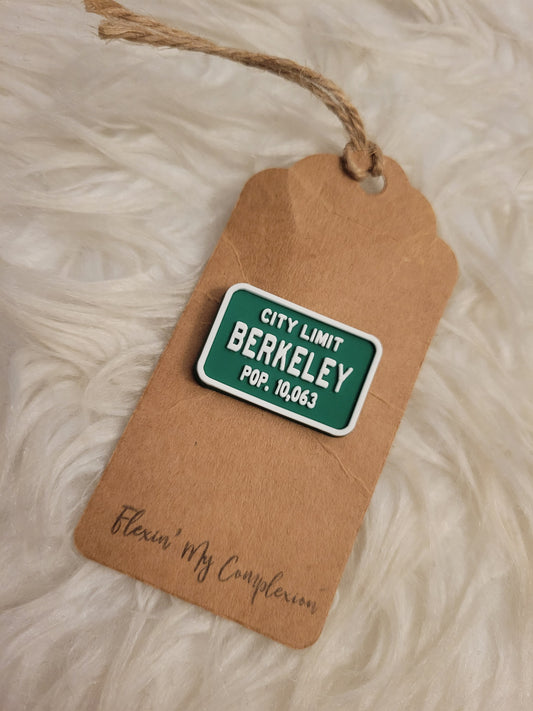 CITY LIMIT
BERKELEY
POP. 10,063
Flexin' My Complexion